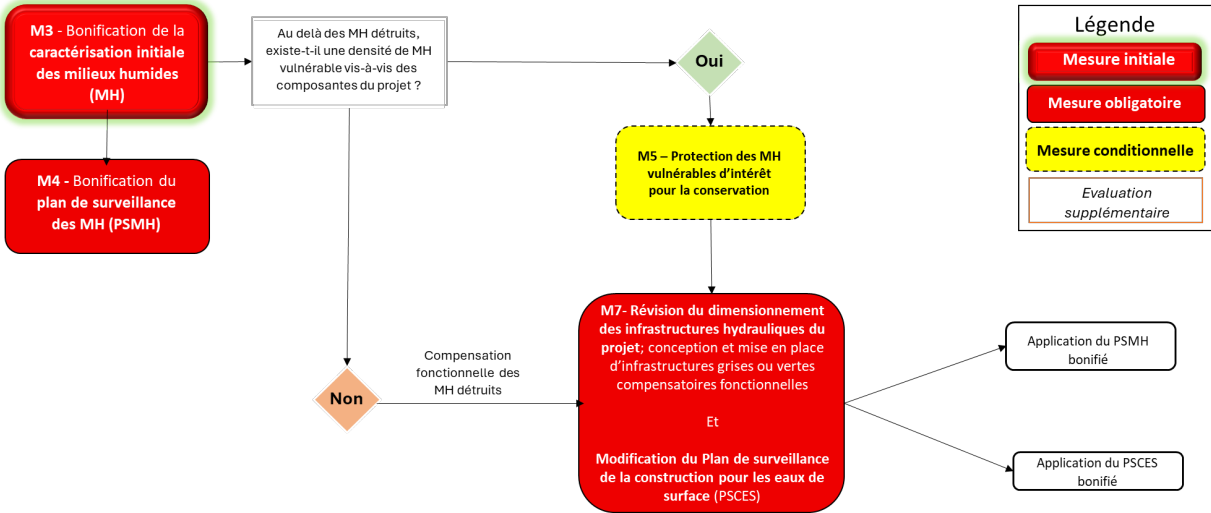 M3 - Bonification de la
caractérisation initiale
des milieux humides
(MH)
M4 - Bonification du
plan de surveillance
des MH (PSMH)
Au delà des MH détruits,
existe-t-il une densité de MH
vulnérable vis-à-vis des
composantes du projet ?
Oui
M5 – Protection des MH
vulnérables d’intérêt
pour la conservation
Non
Compensation
fonctionnelle des
MH détruits
M7- Révision du dimensionnement
des infrastructures hydrauliques du
projet; conception et mise en place
d’infrastructures grises ou vertes
compensatoires fonctionnelles
Et
Modification du Plan de surveillance
de la construction pour les eaux de
surface (PSCES)
Application du PSMH
bonifié
Application du PSCES
bonifié
Légende
Mesure initiale
Mesure obligatoire
Mesure conditionnelle
Evaluation
supplémentaire